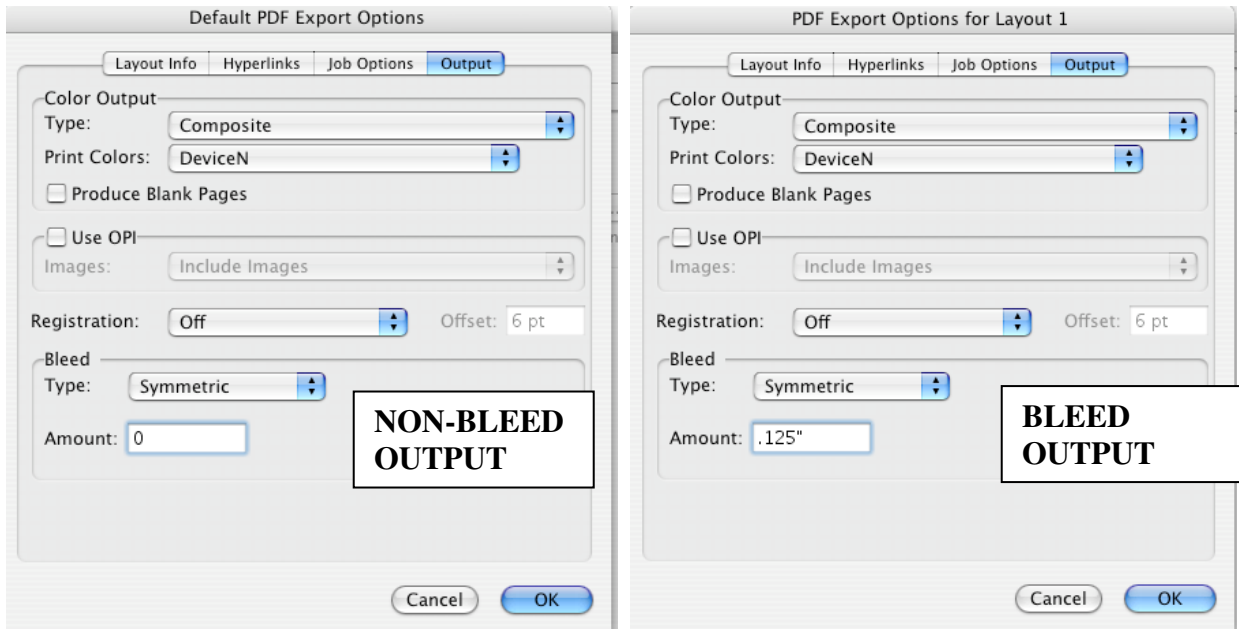 Default PDF Export Options
Layout Info Hyperlinks Job Options Output
Color Output
Type: Composite
Print Colors: DeviceN
Produce Blank Pages
Use OPI
Images: Include Images
Registration: Off Offset: 6 pt
Bleed
Type: Symmetric
Amount: 0
NON-BLEED
OUTPUT
Cancel OK
PDF Export Options for Layout 1
Layout Info Hyperlinks Job Options Output
Color Output
Type: Composite
Print Colors: DeviceN
Produce Blank Pages
Use OPI
Images: Include Images
Registration: Off Offset: 6 pt
Bleed
Type: Symmetric
Amount: .125"
BLEED
OUTPUT
Cancel OK